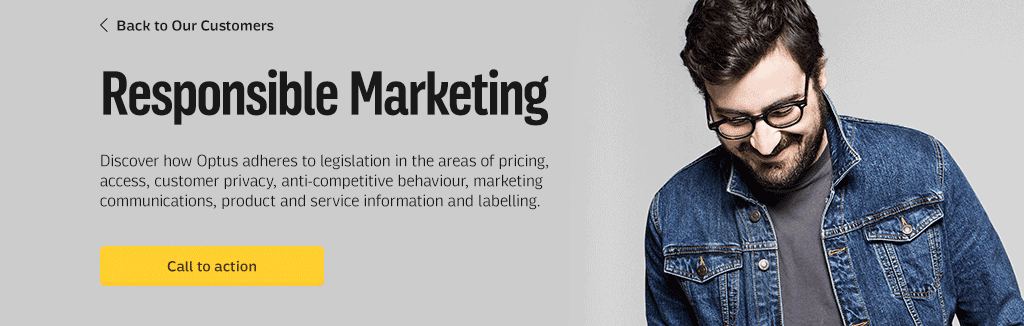 Back to Our Customers
Responsible Marketing
Discover how Optus adheres to legislation in the areas of pricing,
access, customer privacy, anti-competitive behaviour, marketing
communications, product and service information and labelling.
Call to action